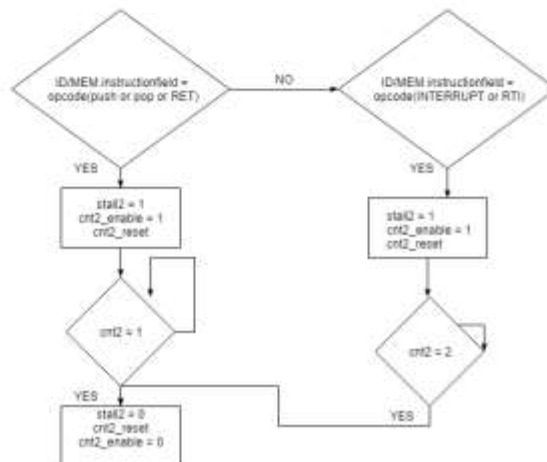 ID/MEM.instructionfield =
opcode(push or pop or RET)
NO
ID/MEM.instructionfield =
opcode(INTERRUPT or RTI)
YES
YES
stall2 = 1
cnt2_enable = 1
cnt2_reset
stall2 = 1
cnt2_enable = 1
cnt2_reset
cnt2 = 1
cnt2 = 2
YES
YES
stall2 = 0
cnt2_reset
cnt2_enable = 0